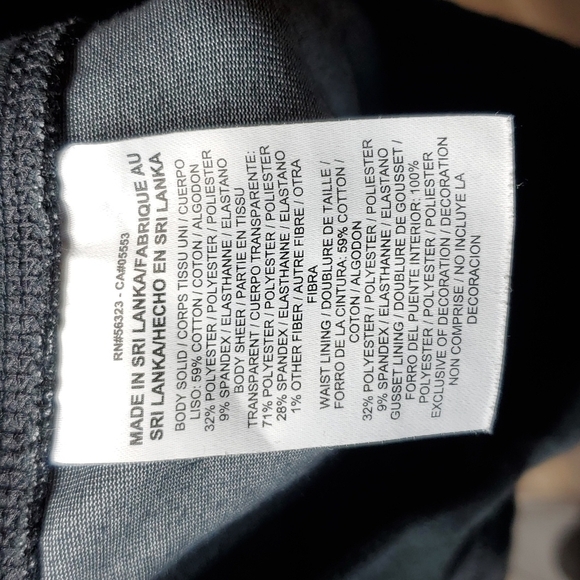 RN#56323 - CA#05553
MADE IN SRI LANKA/FABRIQUE AU
SRI LANKA/HECHO EN SRI LANKA
BODY SOLID / CORPS TISSU UNI / CUERPO
LISO: 59% COTTON / COTON / ALGODON
32% POLYESTER / POLYESTER / POLIESTER
9% SPANDEX / ELASTHANNE / ELASTANO
BODY SHEER / PARTIE EN TISSU
TRANSPARENT / CUERPO TRANSPARENTE:
71% POLYESTER / POLYESTER / POLIESTER
28% SPANDEX / ELASTHANNE / ELASTANO
1% OTHER FIBER / AUTRE FIBRE / OTRA
FIBRA
WAIST LINING / DOUBLURE DE TAILLE /
FORRO DE LA CINTURA: 59% COTTON /
COTON / ALGODON
32% POLYESTER / POLYESTER / POLIESTER
9% SPANDEX / ELASTHANNE / ELASTANO
GUSSET LINING / DOUBLURE DE GOUSSET /
FORRO DEL PUENTE INTERIOR: 100%
POLYESTER / POLYESTER / POLIESTER
EXCLUSIVE OF DECORATION / DECORATION
NON COMPRISE / NO INCLUYE LA
DECORACION